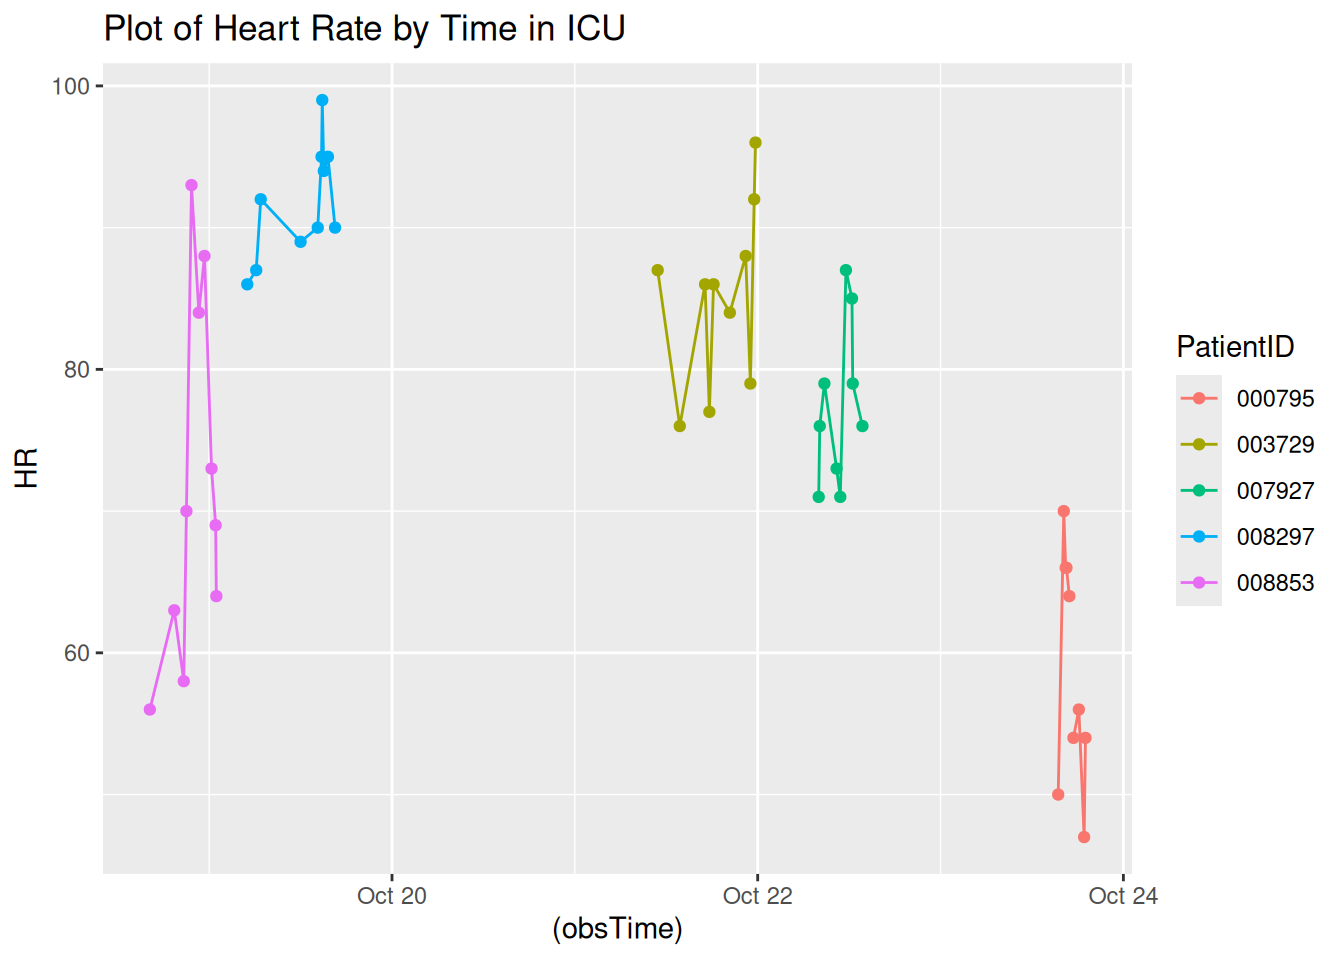 Plot of Heart Rate by Time in ICU
100
80
60
HR
Oct 20
Oct 22
Oct 24
(obsTime)
PatientID
000795
003729
007927
008297
008853